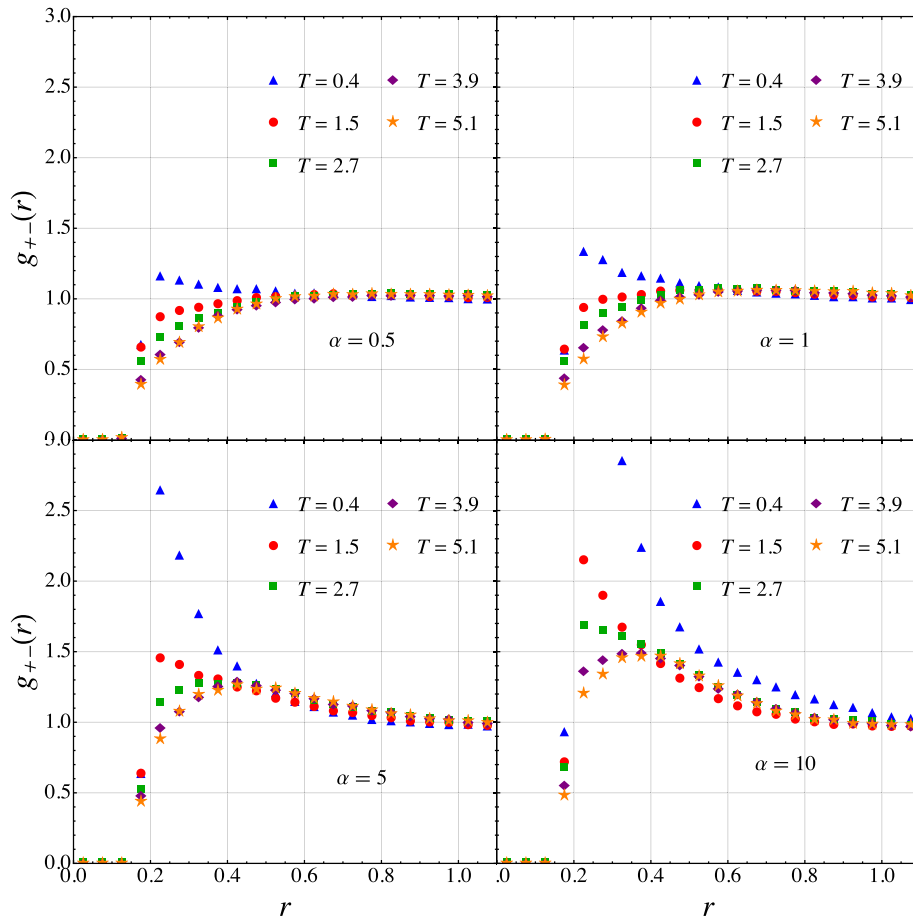 3.0
2.5
2.0
1.5
1.0
0.5
9.0
g+−(r)
T = 0.4
T = 3.9
T = 1.5
T = 5.1
T = 2.7
α = 0.5
T = 0.4
T = 3.9
T = 1.5
T = 5.1
T = 2.7
α = 1
2.5
2.0
1.5
1.0
0.5
0.0
g+−(r)
T = 0.4
T = 3.9
T = 1.5
T = 5.1
T = 2.7
α = 5
T = 0.4
T = 3.9
T = 1.5
T = 5.1
T = 2.7
α = 10
0.0 0.2 0.4 0.6 0.8 1.0
.0 0.2 0.4 0.6 0.8 1.0
r
r